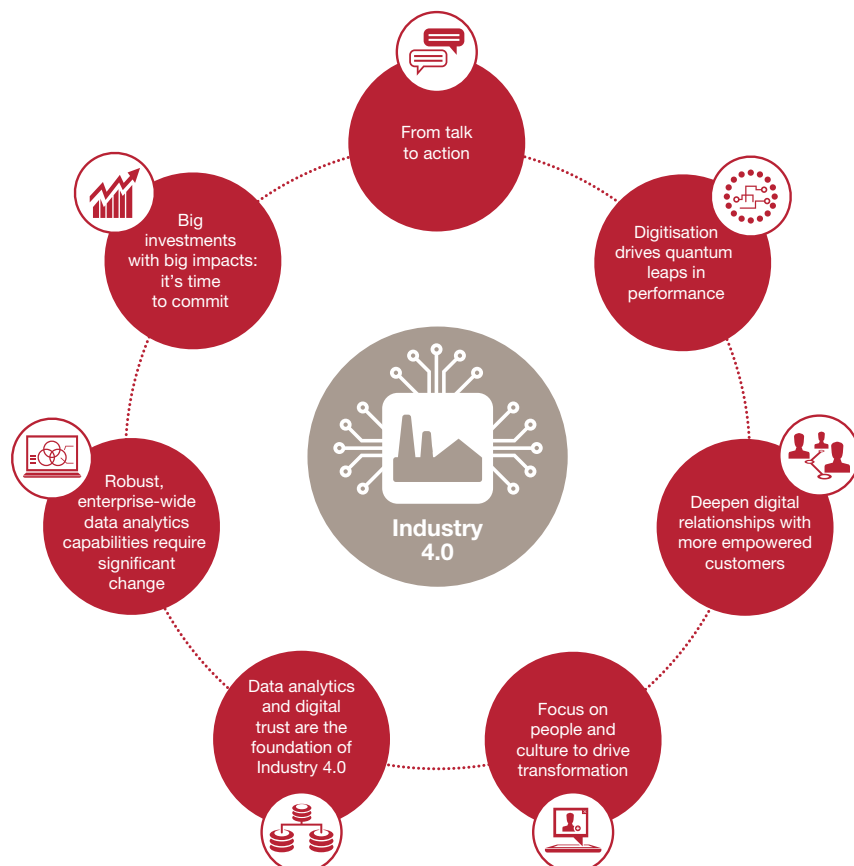 From talk
to action
Digitisation
drives quantum
leaps in
performance
Deepen digital
relationships with
more empowered
customers
Focus on
people and
culture to drive
transformation
Data analytics
and digital
trust are the
foundation of
Industry 4.0
Robust,
enterprise-wide
data analytics
capabilities require
significant
change
Big
investments
with big impacts:
it’s time
to commit
Industry
4.0